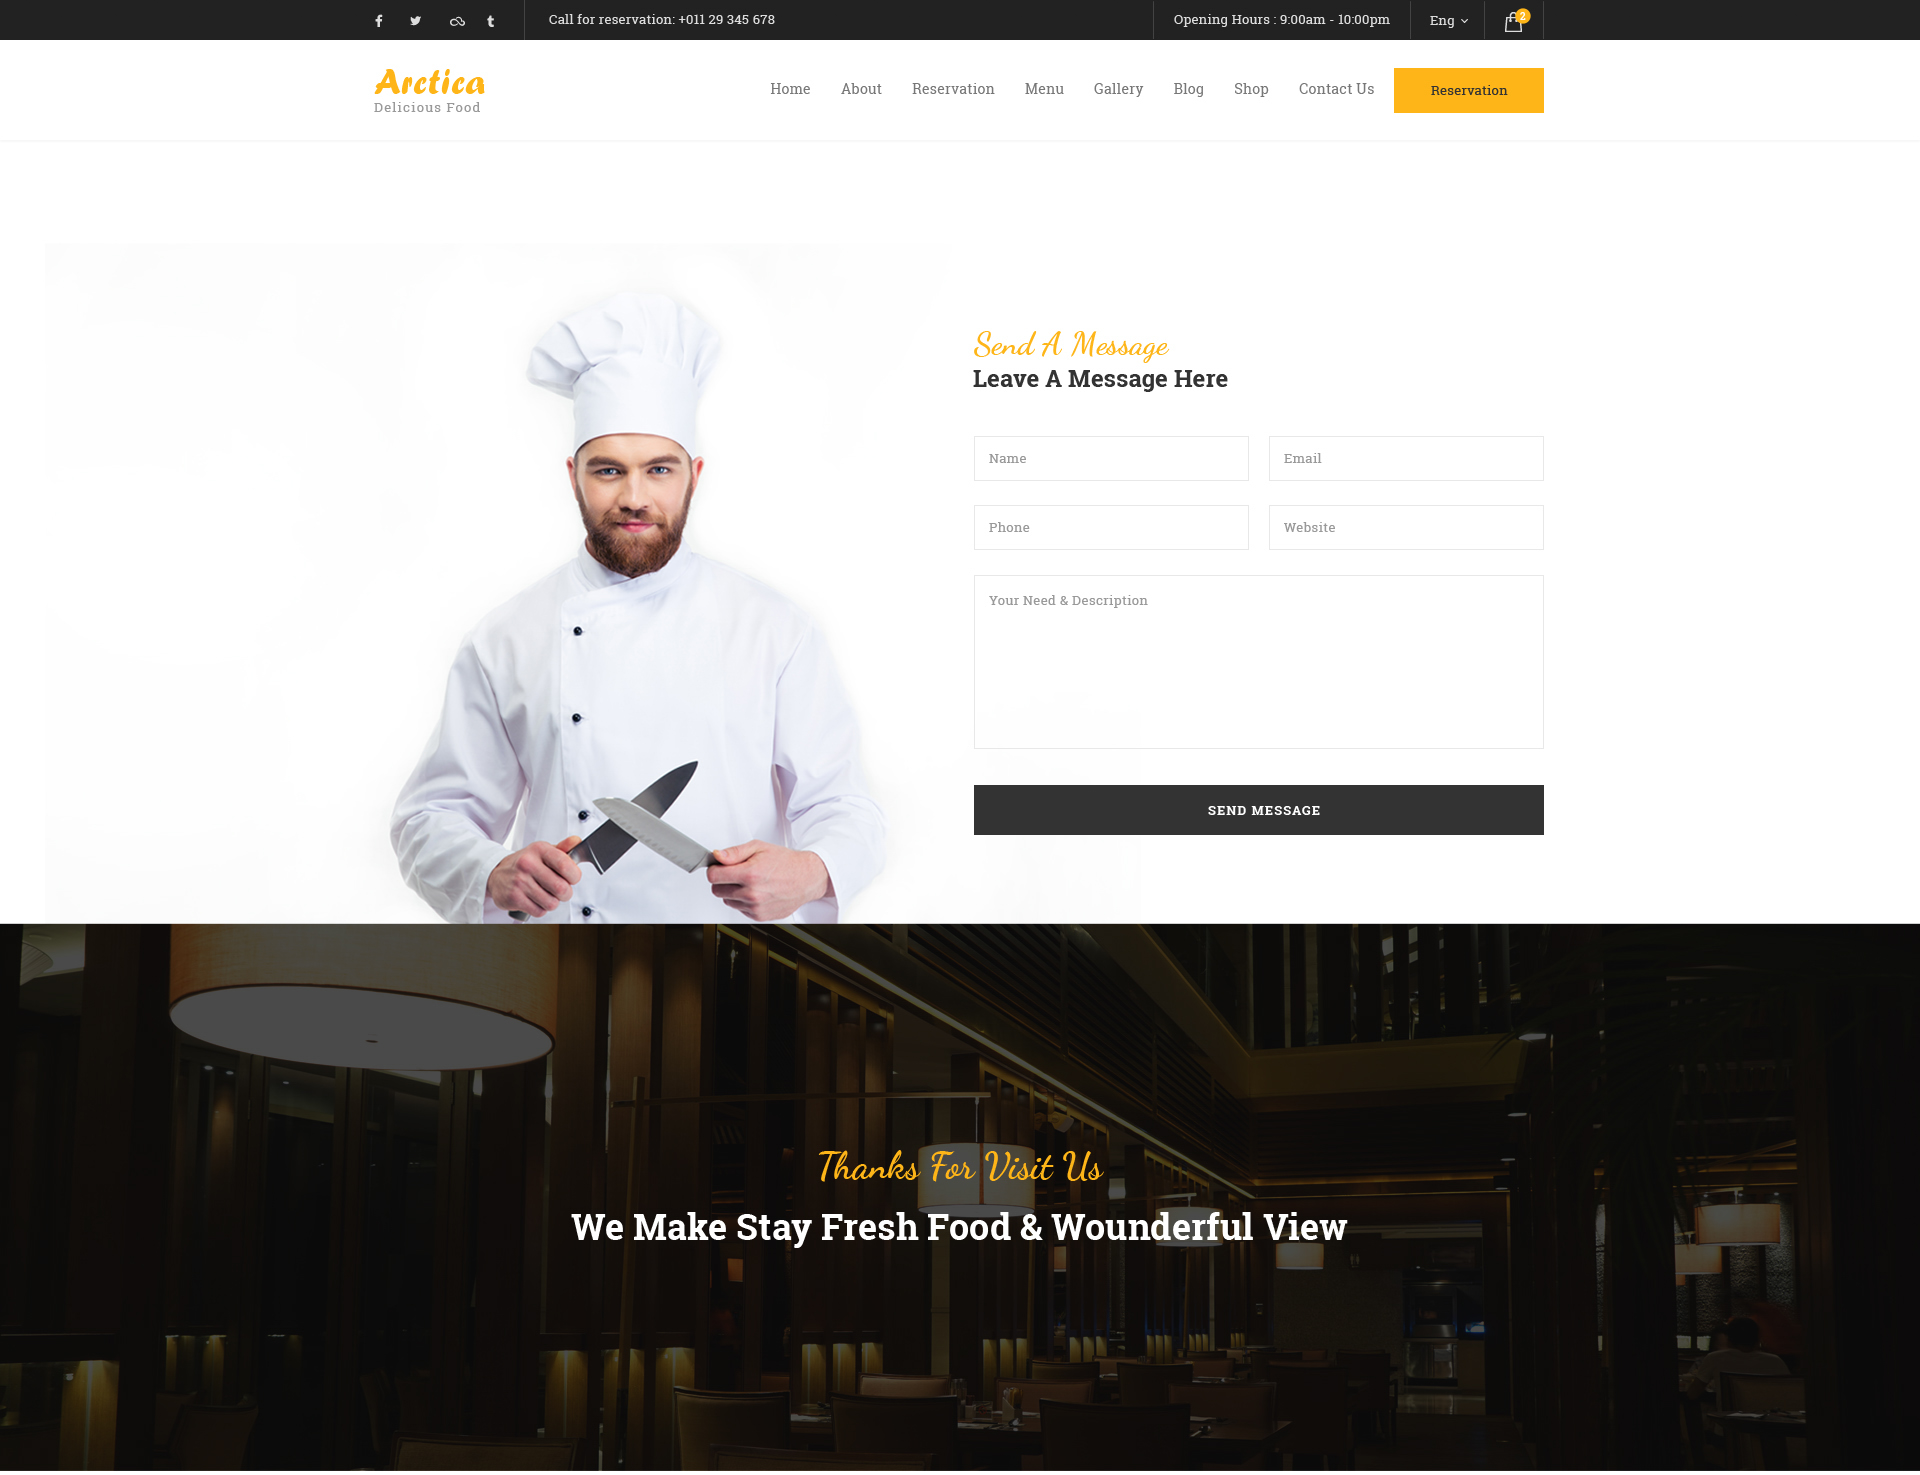 Call for reservation: +011 29 345 678
Opening Hours : 9:00am - 10:00pm
Eng
2
Arctica
Delicious Food
Home About Reservation Menu Gallery Blog Shop Contact Us
Reservation
Send A Message
Leave A Message Here
Name Email
Phone Website
Your Need & Description
SEND MESSAGE
Thanks For Visit Us
We Make Stay Fresh Food & Wounderful View